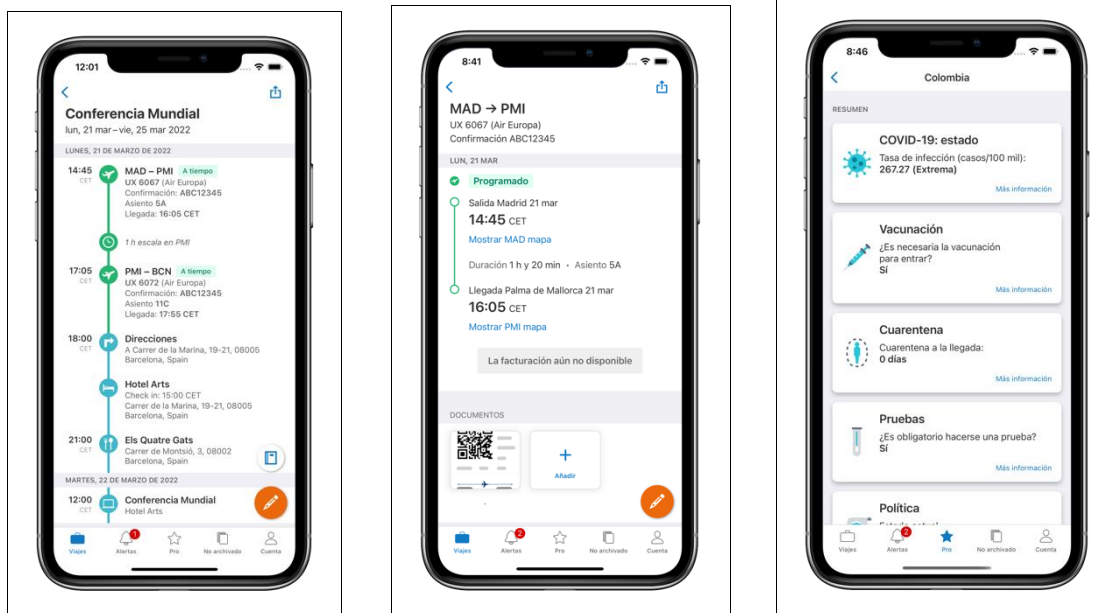 12:01
Conferencia Mundial
lun, 21 mar – vie, 25 mar 2022
LUNES, 21 DE MARZO DE 2022
14:45
CET
MAD – PMI A tiempo
UX 6067 (Air Europa)
Confirmación: ABC12345
Asiento 5A
Llegada: 16:05 CET
1 h escala en PMI
17:05
CET
PMI – BCN A tiempo
UX 6072 (Air Europa)
Confirmación: ABC12345
Asiento 11C
Llegada: 17:55 CET
18:00
CET
Direcciones
A Carrer de la Marina, 19-21, 08005
Barcelona, Spain
Hotel Arts
Check in: 15:00 CET
Carrer de la Marina, 19-21, 08005
Barcelona, Spain
21:00
CET
Els Quatre Gats
Carrer de Montsió, 3, 08002
Barcelona, Spain
MARTES, 22 DE MARZO DE 2022
12:00
CET
Conferencia Mundial
Hotel Arts
1
Viajes Alertas Pro No archivado Cuenta
8:41
MAD → PMI
UX 6067 (Air Europa)
Confirmación ABC12345
LUN, 21 MAR
Programado
Salida Madrid 21 mar
14:45 CET
Mostrar MAD mapa
Duración 1 h y 20 min · Asiento 5A
Llegada Palma de Mallorca 21 mar
16:05 CET
Mostrar PMI mapa
La facturación aún no disponible
DOCUMENTOS
+
Añadir
2
Viajes Alertas Pro No archivado Cuenta
8:46
Colombia
RESUMEN
COVID-19: estado
Tasa de infección (casos/100 mil):
267.27 (Extrema)
Más información
Vacunación
¿Es necesaria la vacunación
para entrar?
Sí
Más información
Cuarentena
Cuarentena a la llegada:
0 días
Más información
Pruebas
¿Es obligatorio hacerse una prueba?
Sí
Más información
Política
2
Viajes Alertas Pro No archivado Cuenta